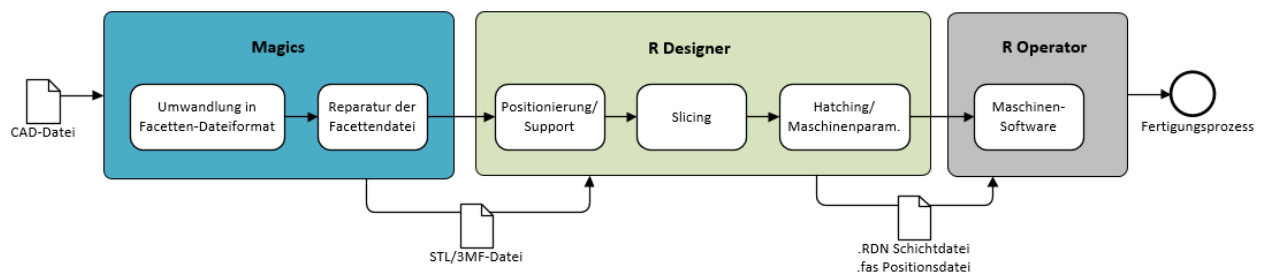 Magics
R Designer
R Operator
CAD-Datei
Umwandlung in
Facetten-Dateiformat
Reparatur der
Facettendatei
Positionierung/
Support
Slicing
Hatching/
Maschinenparam.
Maschinen-
Software
Fertigungsprozess
STL/3MF-Datei
.RDN Schichtdatei
.fas Positionsdatei